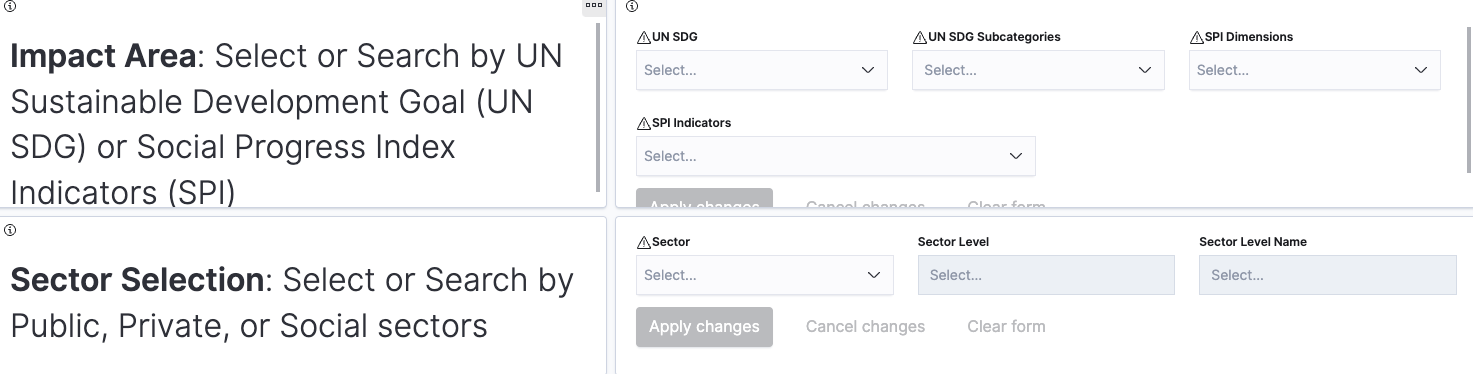 Impact Area: Select or Search by UN
Sustainable Development Goal (UN
SDG) or Social Progress Index
Indicators (SPI)
UN SDG
UN SDG Subcategories
SPI Dimensions
Select...
Select...
Select...
SPI Indicators
Select...
Apply changes
Cancel changes
Clear form
Sector Selection: Select or Search by
Public, Private, or Social sectors
Sector
Sector Level
Sector Level Name
Select...
Select...
Select...
Apply changes
Cancel changes
Clear form